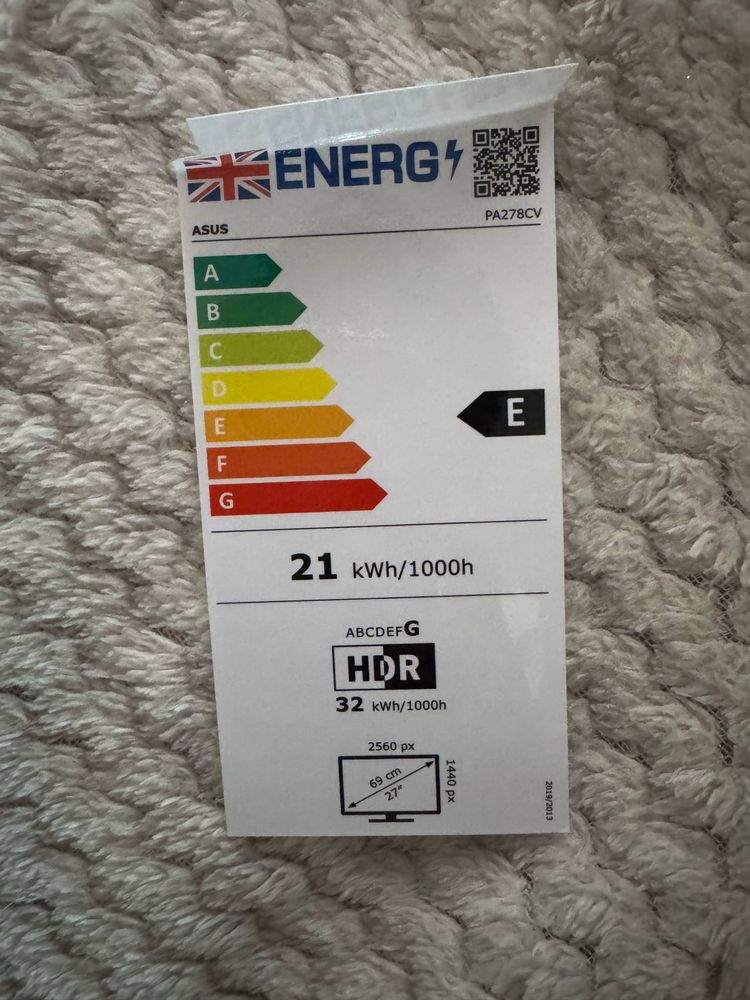 ENERG
PA278CV
ASUS
A
B
C
D
E
E
F
G
21 kWh/1000h
ABCDEFG
HDR
32 kWh/1000h
2560 px
69 cm
27"
1440 px
2019/2013